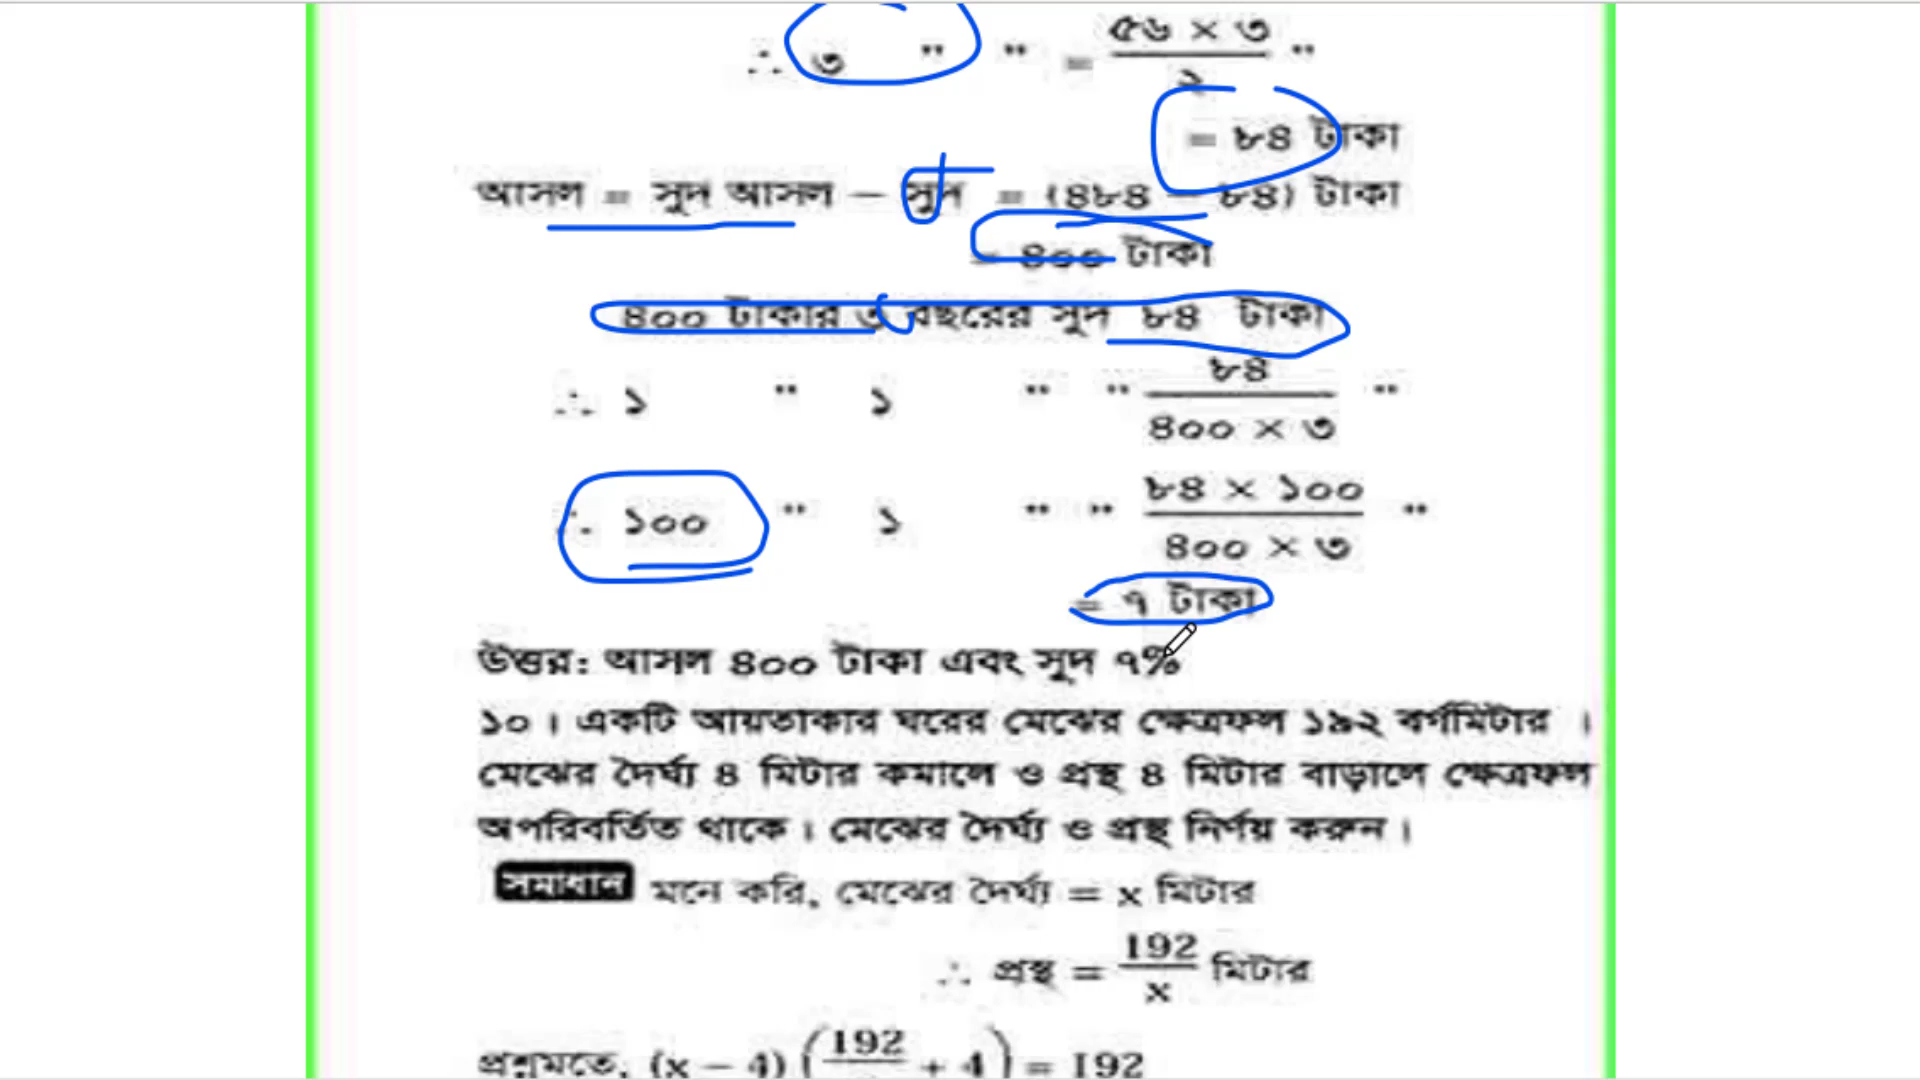 ∴ ৩ " " = ৫৬ × ৩ / ২ "
= ৮৪ টাকা
আসল = সুদ আসল − সুদ = (৪৮৪ − ৮৪) টাকা
= ৪০০ টাকা
৪০০ টাকার ৩ বছরের সুদ ৮৪ টাকা
∴ ১ " ১ " " ৮৪ / ৪০০ × ৩ "
∴ ১০০ " ১ " " ৮৪ × ১০০ / ৪০০ × ৩ "
= ৭ টাকা
উত্তর: আসল ৪০০ টাকা এবং সুদ ৭%
১০। একটি আয়তাকার ঘরের মেঝের ক্ষেত্রফল ১৯২ বর্গমিটার ।
মেঝের দৈর্ঘ্য ৪ মিটার কমালে ও প্রস্থ ৪ মিটার বাড়ালে ক্ষেত্রফল
অপরিবর্তিত থাকে। মেঝের দৈর্ঘ্য ও প্রস্থ নির্ণয় করুন।
সমাধান মনে করি, মেঝের দৈর্ঘ্য = x মিটার
∴ প্রস্থ = 192 / x মিটার
প্রশ্নমতে, (x − 4) (192 + 4) = 192